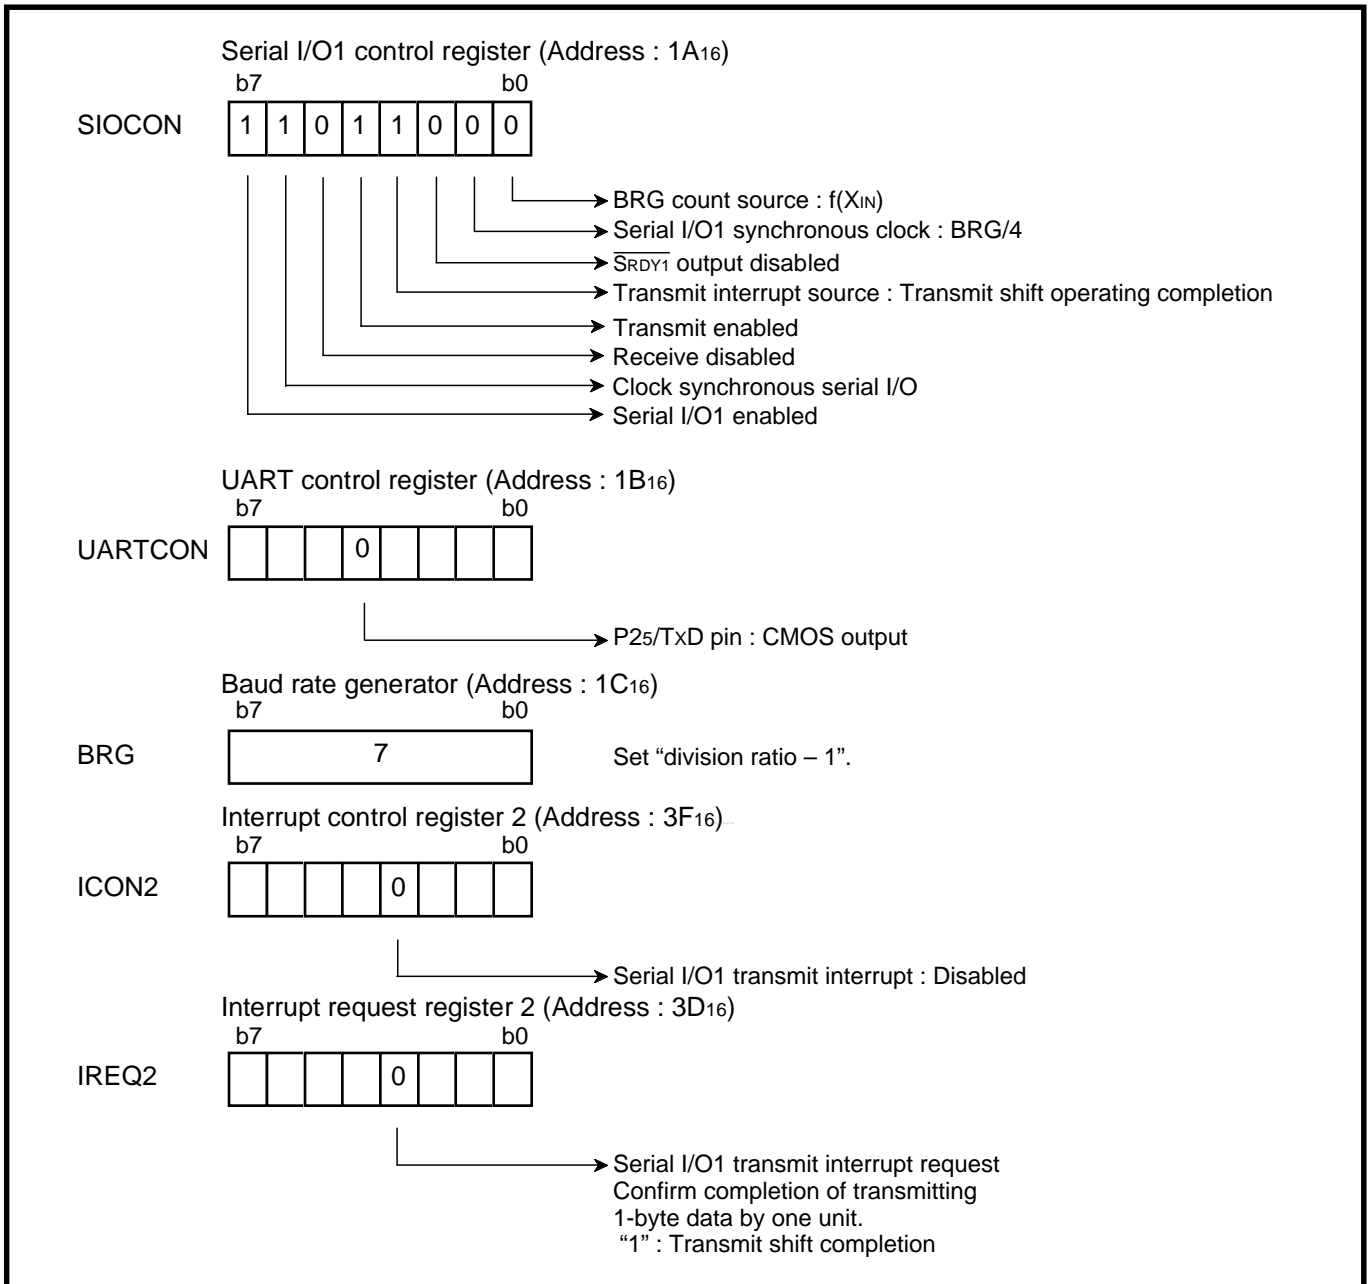 Serial I/O1 control register (Address : 1A16)
b7 b0
SIOCON 1 1 0 1 1 0 0 0
BRG count source : f(XIN)
Serial I/O1 synchronous clock : BRG/4
SRDY1 output disabled
Transmit interrupt source : Transmit shift operating completion
Transmit enabled
Receive disabled
Clock synchronous serial I/O
Serial I/O1 enabled
UART control register (Address : 1B16)
b7 b0
UARTCON 0
P25/TXD pin : CMOS output
Baud rate generator (Address : 1C16)
b7 b0
BRG 7 Set “division ratio – 1”.
Interrupt control register 2 (Address : 3F16)
b7 b0
ICON2 0
Serial I/O1 transmit interrupt : Disabled
Interrupt request register 2 (Address : 3D16)
b7 b0
IREQ2 0
Serial I/O1 transmit interrupt request
Confirm completion of transmitting
1-byte data by one unit.
“1” : Transmit shift completion